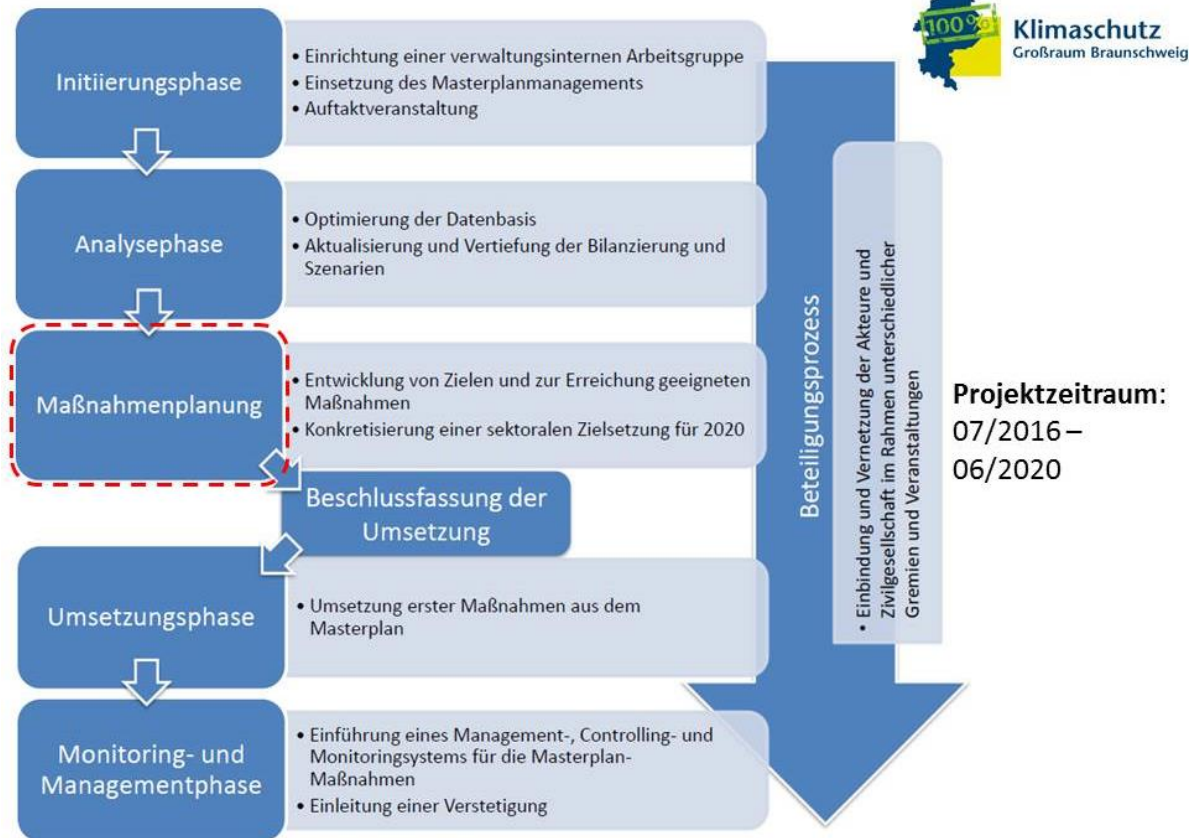 100%
Klimaschutz
Großraum Braunschweig
Initiierungsphase
• Einrichtung einer verwaltungsinternen Arbeitsgruppe
• Einsetzung des Masterplanmanagements
• Auftaktveranstaltung
Analysephase
• Optimierung der Datenbasis
• Aktualisierung und Vertiefung der Bilanzierung und
Szenarien
Maßnahmenplanung
• Entwicklung von Zielen und zur Erreichung geeigneten
Maßnahmen
• Konkretisierung einer sektoralen Zielsetzung für 2020
Beschlussfassung der
Umsetzung
Umsetzungsphase
• Umsetzung erster Maßnahmen aus dem
Masterplan
Monitoring- und
Managementphase
• Einführung eines Management-, Controlling- und
Monitoringsystems für die Masterplan-
Maßnahmen
• Einleitung einer Verstetigung
Beteiligungsprozess
• Einbindung und Vernetzung der Akteure und
Zivilgesellschaft im Rahmen unterschiedlicher
Gremien und Veranstaltungen
Projektzeitraum:
07/2016 –
06/2020